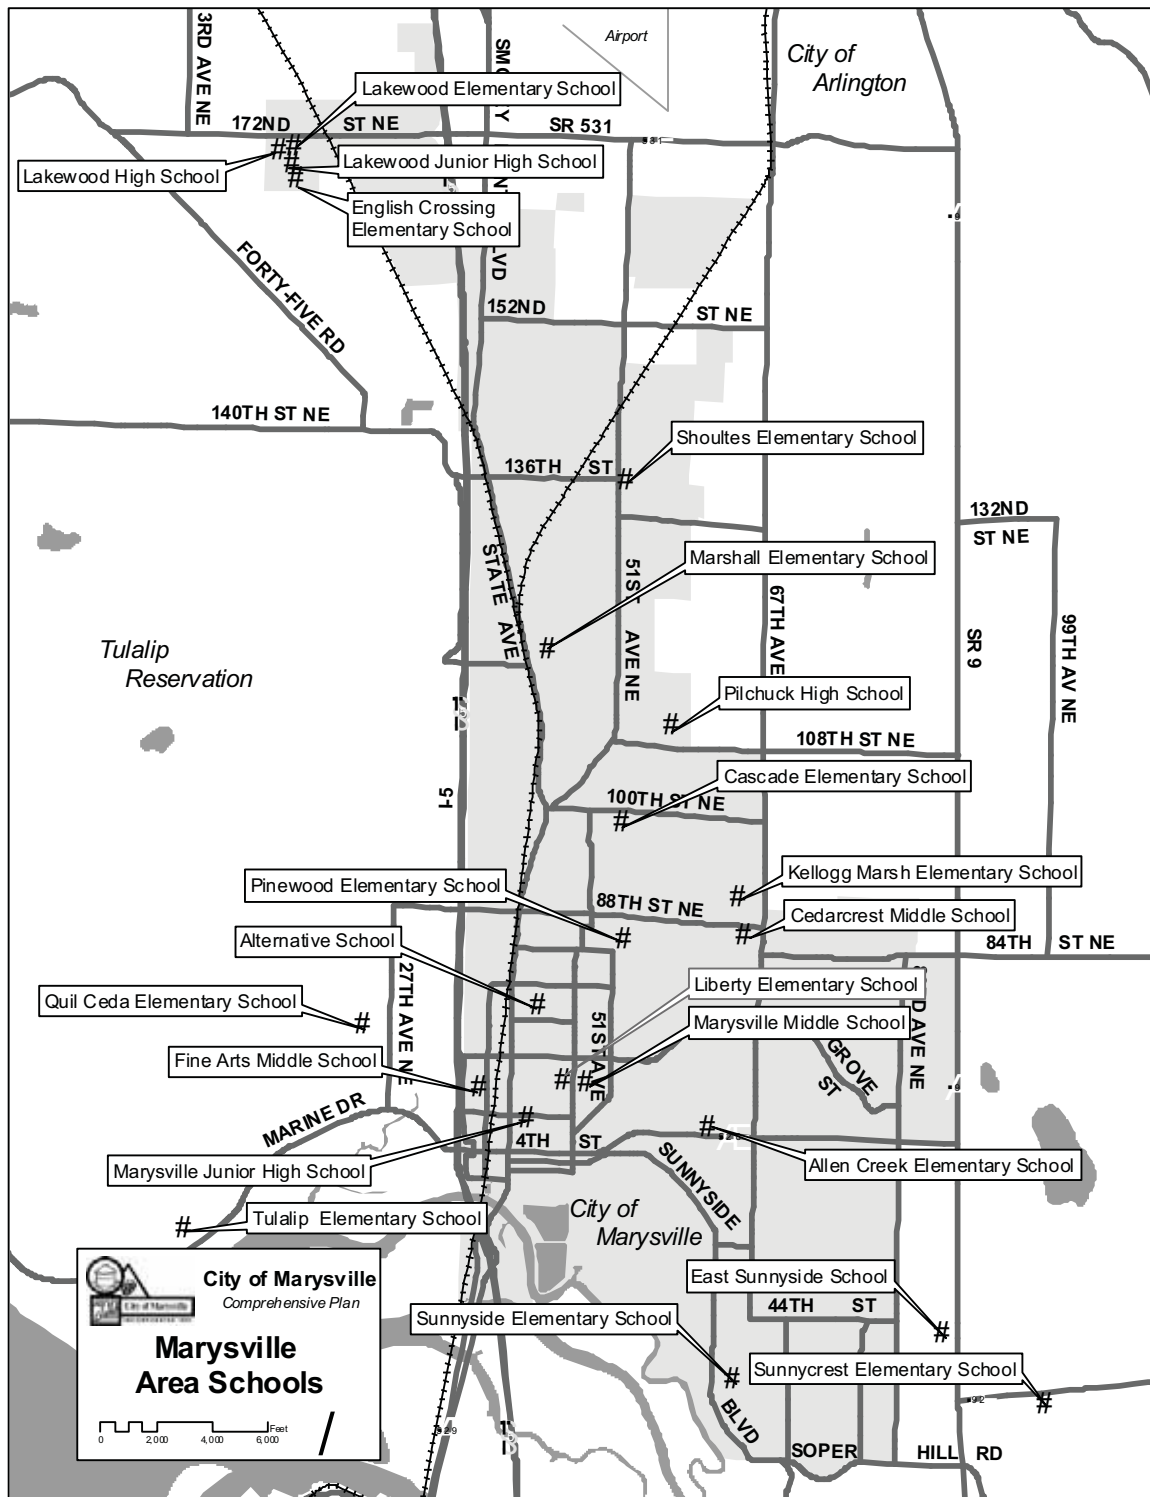 Airport
City of
Arlington
3RD AVE NE
Lakewood Elementary School
172ND ST NE
SR 531
Lakewood High School
Lakewood Junior High School
English Crossing
Elementary School
FORTY-FIVE RD
152ND ST NE
140TH ST NE
Shoultes Elementary School
136TH ST
132ND
ST NE
STATE AVE
Marshall Elementary School
51ST AVE NE
67TH AVE
SR 9
99TH AV NE
Tulalip
Reservation
Pilchuck High School
108TH ST NE
Cascade Elementary School
100TH ST NE
I-5
Kellogg Marsh Elementary School
Pinewood Elementary School
88TH ST NE
Cedarcrest Middle School
Alternative School
84TH ST NE
27TH AVE NE
Liberty Elementary School
Quil Ceda Elementary School
51ST AVE
Marysville Middle School
D AVE NE
Fine Arts Middle School
GROVE
ST
MARINE DR
4TH ST
SUNNYSIDE
Marysville Junior High School
Allen Creek Elementary School
Tulalip Elementary School
City of
Marysville
East Sunnyside School
44TH ST
Sunnyside Elementary School
Sunnycrest Elementary School
92
BLVD
SOPER HILL RD
529
City of Marysville
City of Marysville
Comprehensive Plan
Marysville
Area Schools
0 2,000 4,000 6,000 Feet